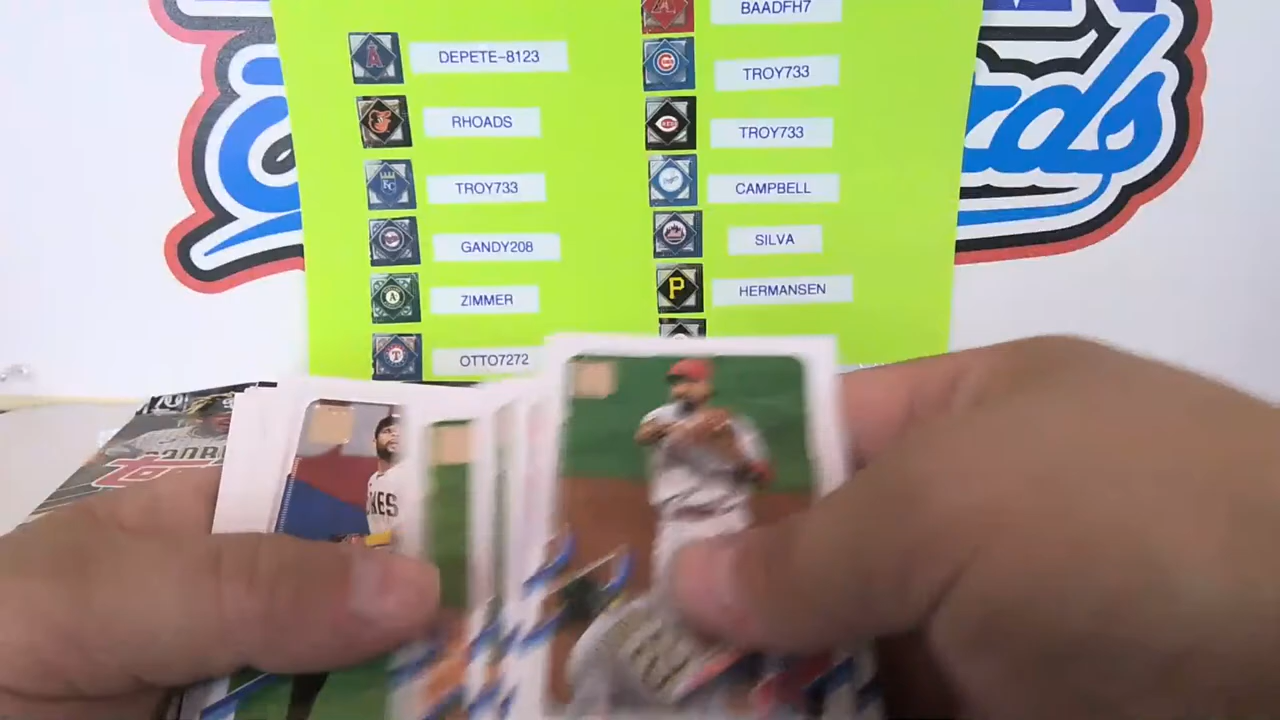 DEPETE-8123
RHOADS
TROY733
GANDY208
ZIMMER
OTTO7272
BAADFH7
TROY733
TROY733
CAMPBELL
SILVA
HERMANSEN
P